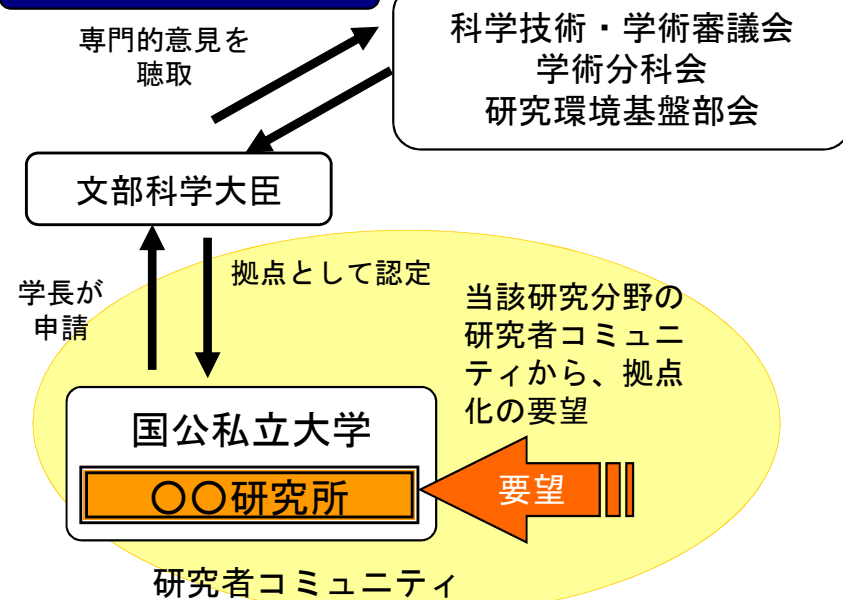 専門的意見を
聴取
科学技術・学術審議会
学術分科会
研究環境基盤部会
文部科学大臣
学長が
申請
拠点として認定
当該研究分野の
研究者コミュニ
ティから、拠点
化の要望
国公私立大学
〇〇研究所
要望
研究者コミュニティ